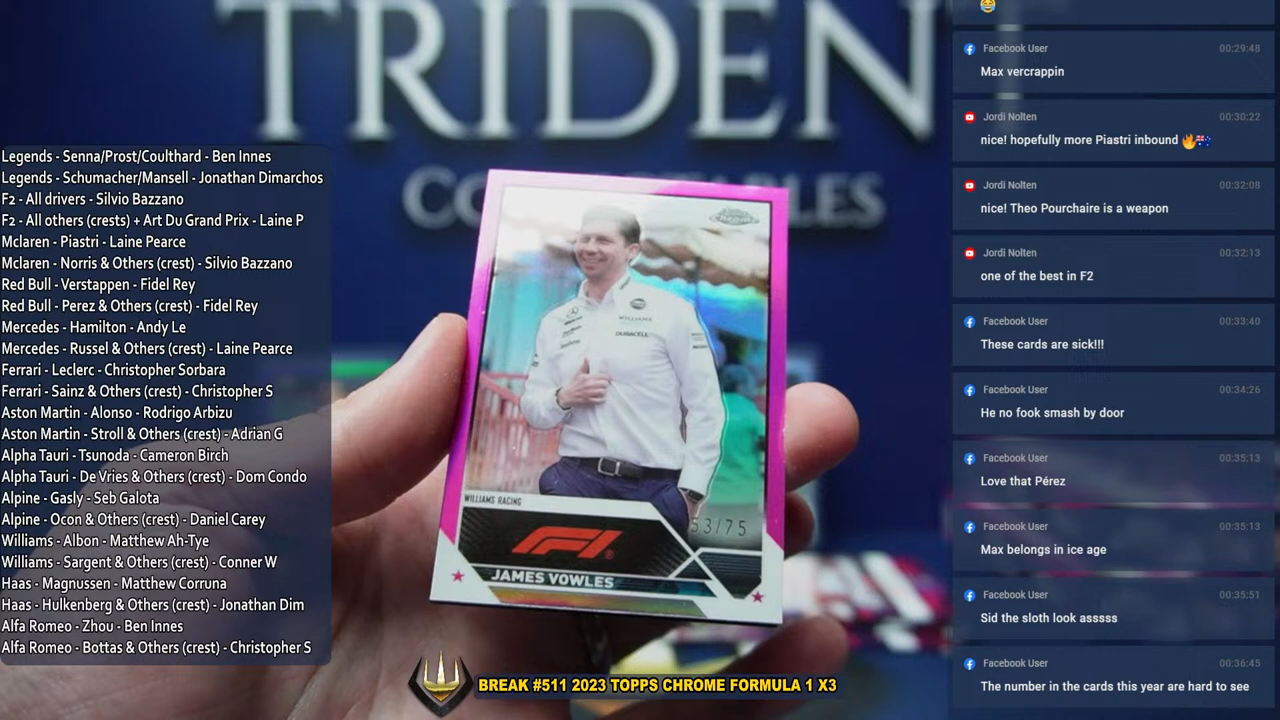 TRIDEN
Legends - Senna/Prost/Coulthard - Ben Innes
Legends - Schumacher/Mansell - Jonathan Dimarchos
F2 - All drivers - Silvio Bazzano
F2 - All others (crests) + Art Du Grand Prix - Laine P
Mclaren - Piastri - Laine Pearce
Mclaren - Norris & Others (crest) - Silvio Bazzano
Red Bull - Verstappen - Fidel Rey
Red Bull - Perez & Others (crest) - Fidel Rey
Mercedes - Hamilton - Andy Le
Mercedes - Russel & Others (crest) - Laine Pearce
Ferrari - Leclerc - Christopher Sorbara
Ferrari - Sainz & Others (crest) - Christopher S
Aston Martin - Alonso - Rodrigo Arbizu
Aston Martin - Stroll & Others (crest) - Adrian G
Alpha Tauri - Tsunoda - Cameron Birch
Alpha Tauri - De Vries & Others (crest) - Dom Condo
Alpine - Gasly - Seb Galota
Alpine - Ocon & Others (crest) - Daniel Carey
Williams - Albon - Matthew Ah-Tye
Williams - Sargent & Others (crest) - Conner W
Haas - Magnussen - Matthew Corruna
Haas - Hulkenberg & Others (crest) - Jonathan Dim
Alfa Romeo - Zhou - Ben Innes
Alfa Romeo - Bottas & Others (crest) - Christopher S
WILLIAMS
DURACELL
WILLIAMS RACING
53/75
F1
JAMES VOWLES
BREAK #511 2023 TOPPS CHROME FORMULA 1 X3
Facebook User 00:29:48
Max vercrappin
Jordi Nolten 00:30:22
nice! hopefully more Piastri inbound 🔥🇦🇺
Jordi Nolten 00:32:08
nice! Theo Pourchaire is a weapon
Jordi Nolten 00:32:13
one of the best in F2
Facebook User 00:33:40
These cards are sick!!!
Facebook User 00:34:26
He no fook smash by door
Facebook User 00:35:13
Love that Pérez
Facebook User 00:35:13
Max belongs in ice age
Facebook User 00:35:51
Sid the sloth look asssss
Facebook User 00:36:45
The number in the cards this year are hard to see